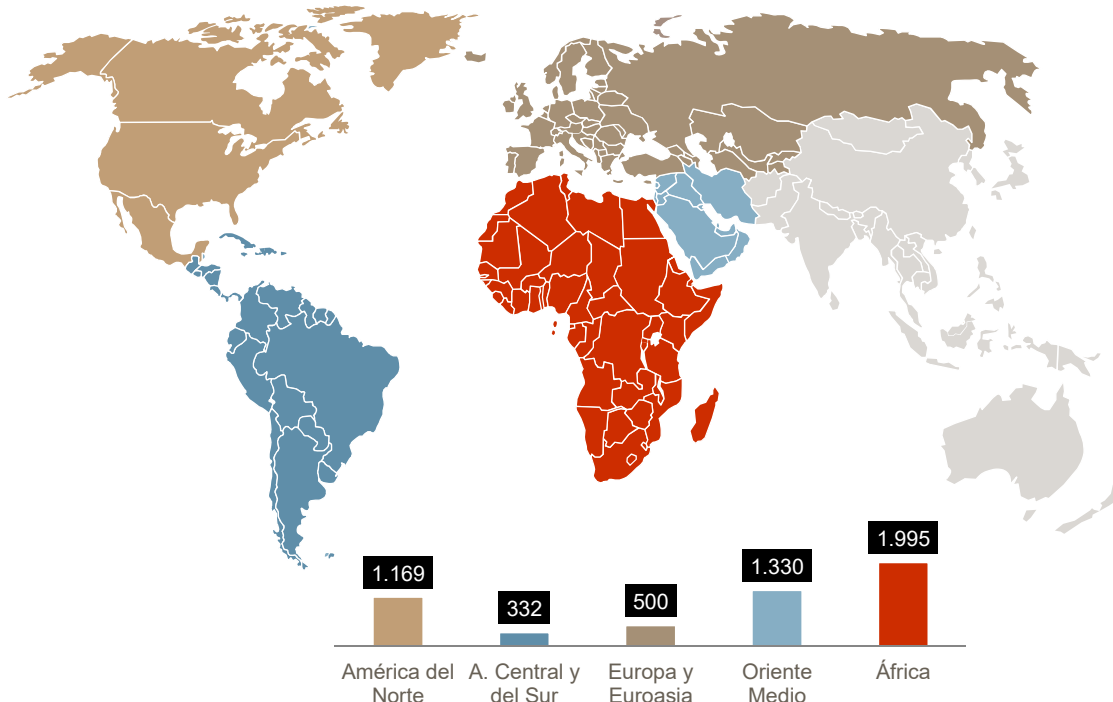 1.169
332
500
1.330
1.995
América del
Norte
A. Central y
del Sur
Europa y
Euroasia
Oriente
Medio
África